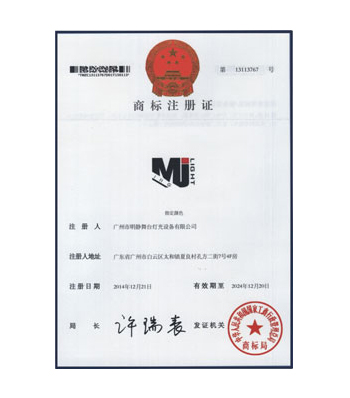 第 13113767 号
商标注册证
MJ
LIGHT
指定颜色
注 册 人 广州市明静舞台灯光设备有限公司
注册人地址 广东省广州市白云区太和镇夏良村孔方二街7号4F前
注册日期 2014年12月21日 有效期至 2024年12月20日
局 长 许瑞表 发证机关
中华人民共和国国家工商行政管理总局
商标局